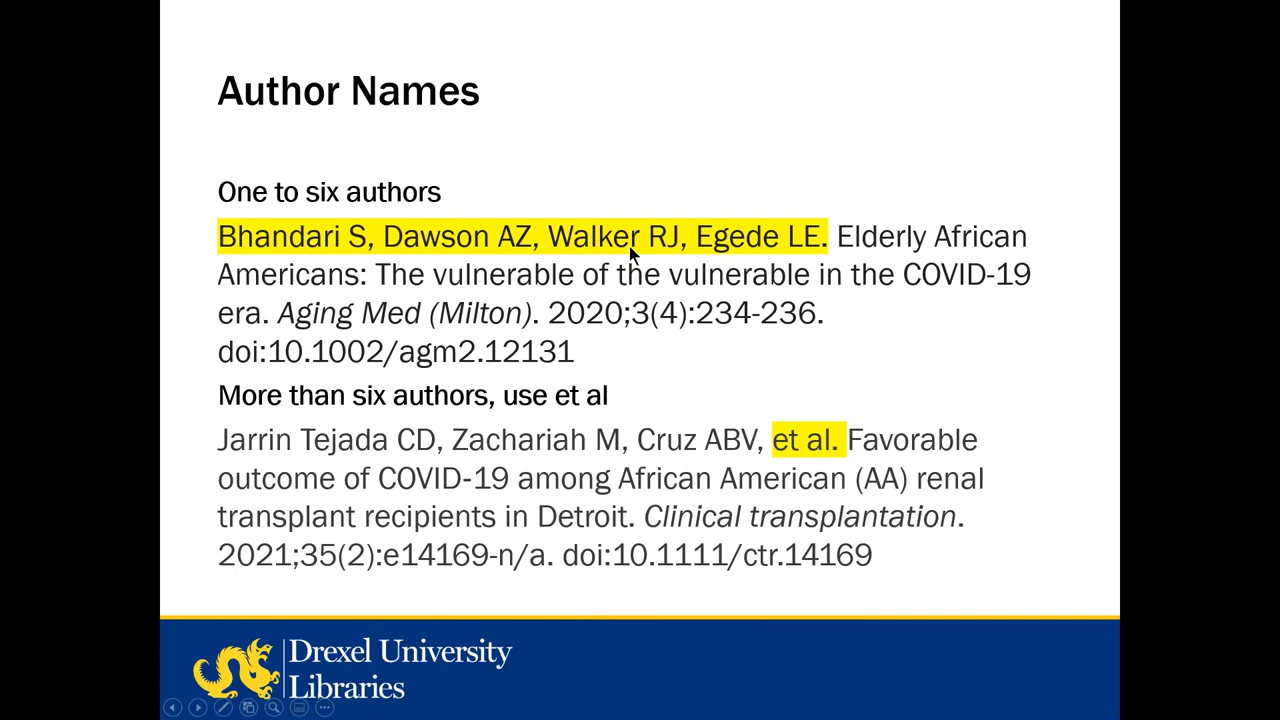 Author Names
One to six authors
Bhandari S, Dawson AZ, Walker RJ, Egede LE. Elderly African
Americans: The vulnerable of the vulnerable in the COVID-19
era. Aging Med (Milton). 2020;3(4):234-236.
doi:10.1002/agm2.12131
More than six authors, use et al
Jarrin Tejada CD, Zachariah M, Cruz ABV, et al. Favorable
outcome of COVID-19 among African American (AA) renal
transplant recipients in Detroit. Clinical transplantation.
2021;35(2):e14169-n/a. doi:10.1111/ctr.14169
Drexel University
Libraries